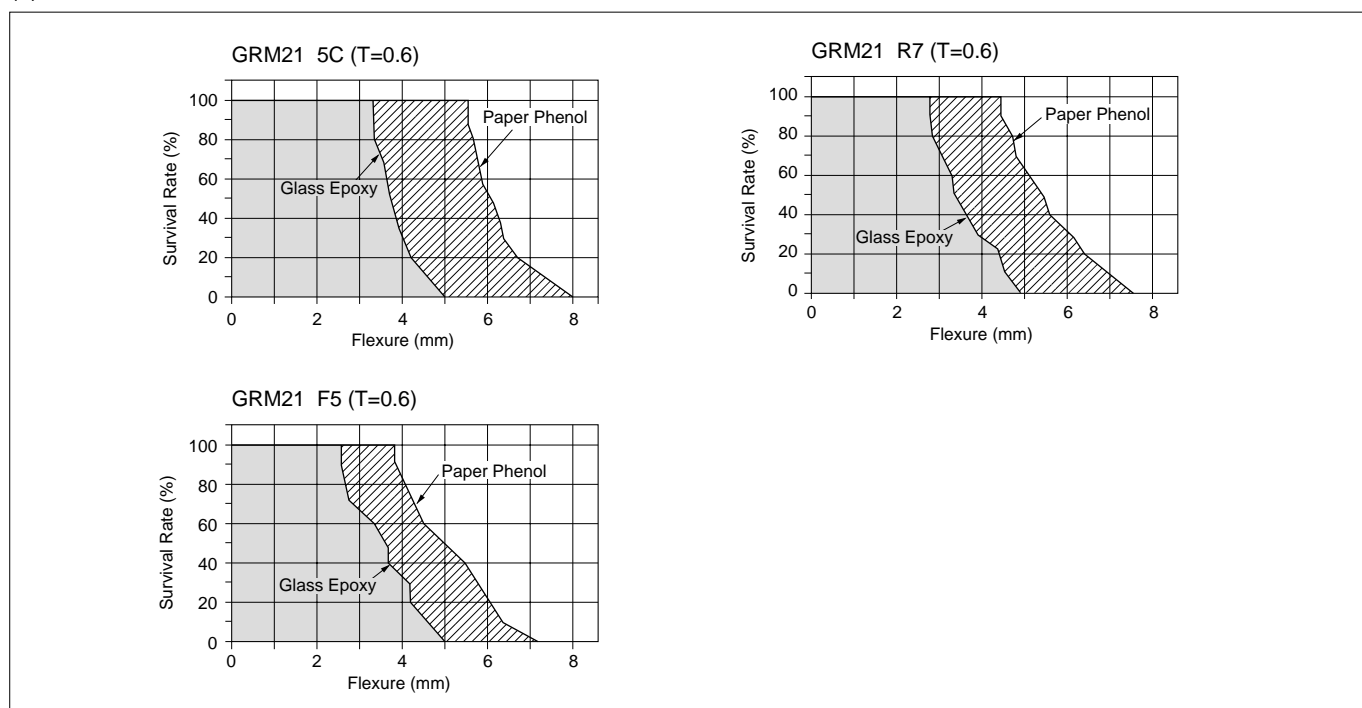 GRM21 5C (T=0.6)
100
80
60
40
20
0
Survival Rate (%)
Paper Phenol
Glass Epoxy
0 2 4 6 8
Flexure (mm)
GRM21 R7 (T=0.6)
100
80
60
40
20
0
Survival Rate (%)
Paper Phenol
Glass Epoxy
0 2 4 6 8
Flexure (mm)
GRM21 F5 (T=0.6)
100
80
60
40
20
0
Survival Rate (%)
Paper Phenol
Glass Epoxy
0 2 4 6 8
Flexure (mm)